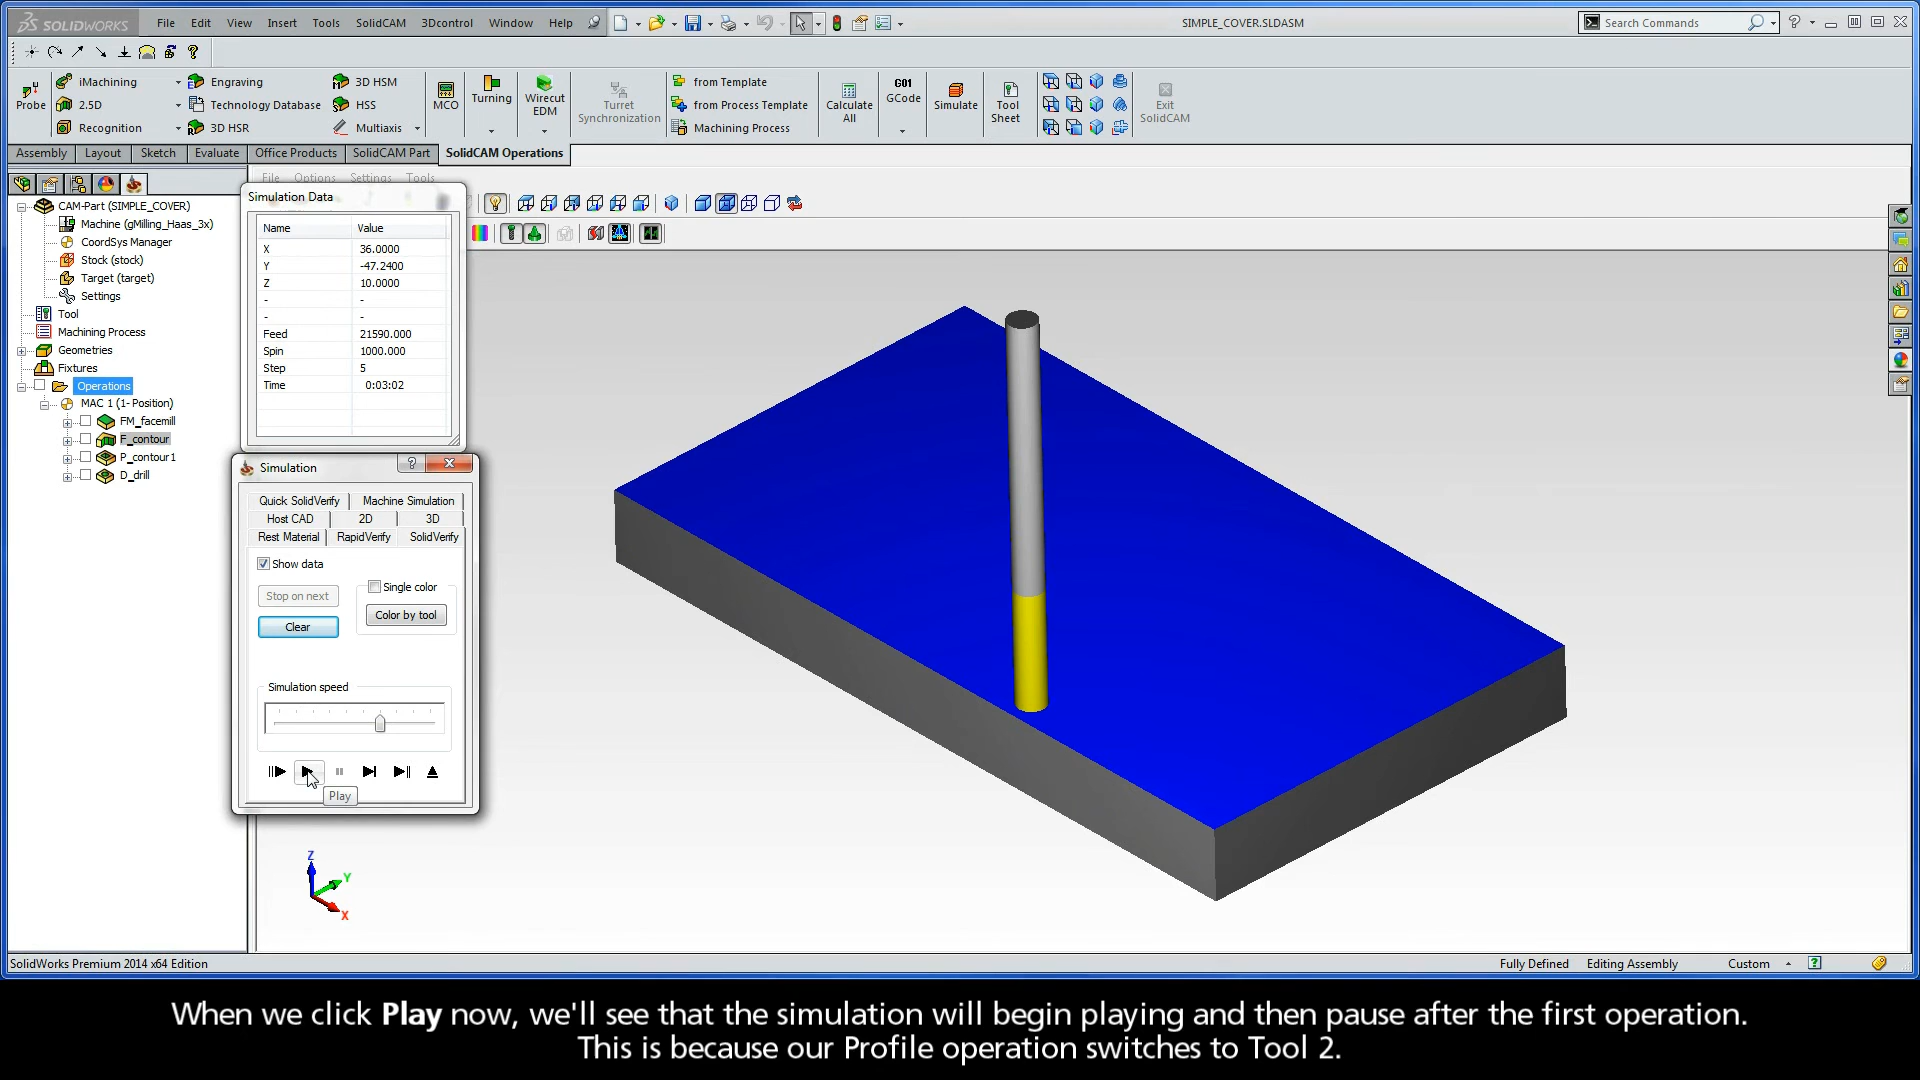 SOLIDWORKS File Edit View Insert Tools SolidCAM 3Dcontrol Window Help SIMPLE_COVER.SLDASM Search Commands
Probe iMachining 2.5D Recognition Engraving Technology Database 3D HSR 3D HSM HSS Multiaxis MCO Turning Wirecut EDM Turret Synchronization from Template from Process Template Machining Process Calculate All G01 GCode Simulate Tool Sheet Exit SolidCAM
Assembly Layout Sketch Evaluate Office Products SolidCAM Part SolidCAM Operations
File Options Settings Tools
CAM-Part (SIMPLE_COVER)
Machine (gMilling_Haas_3x)
CoordSys Manager
Stock (stock)
Target (target)
Settings
Tool
Machining Process
Geometries
Fixtures
Operations
MAC 1 (1- Position)
FM_facemill
F_contour
P_contour1
D_drill
Simulation Data
Name Value
X 36.0000
Y -47.2400
Z 10.0000
- -
- -
Feed 21590.000
Spin 1000.000
Step 5
Time 0:03:02
Simulation
Quick SolidVerify Machine Simulation
Host CAD 2D 3D
Rest Material RapidVerify SolidVerify
Show data
Stop on next
Single color
Clear
Color by tool
Simulation speed
Play
Z
Y
X
SolidWorks Premium 2014 x64 Edition Fully Defined Editing Assembly Custom
When we click Play now, we'll see that the simulation will begin playing and then pause after the first operation.
This is because our Profile operation switches to Tool 2.